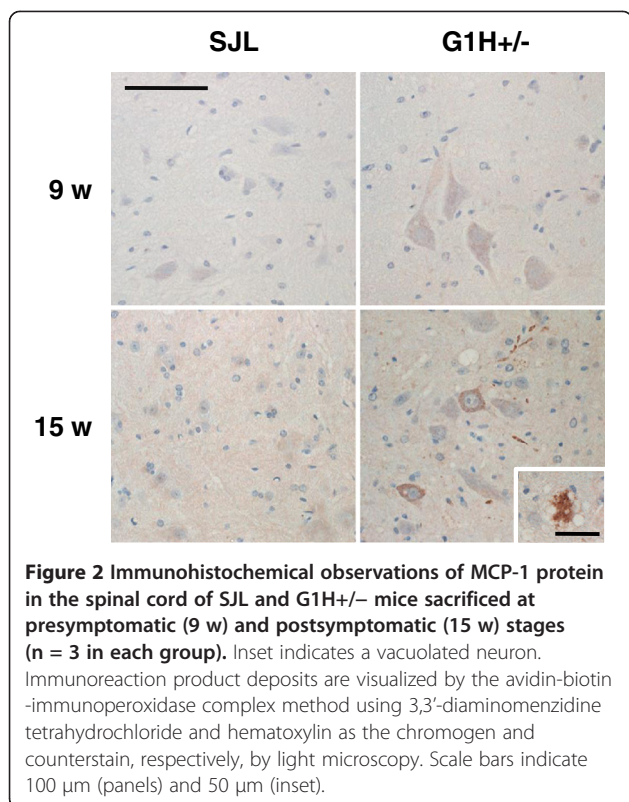 SJL G1H+/-
9 w
15 w
Figure 2 Immunohistochemical observations of MCP-1 protein
in the spinal cord of SJL and G1H+/− mice sacrificed at
presymptomatic (9 w) and postsymptomatic (15 w) stages
(n = 3 in each group). Inset indicates a vacuolated neuron.
Immunoreaction product deposits are visualized by the avidin-biotin
-immunoperoxidase complex method using 3,3’-diaminomenzidine
tetrahydrochloride and hematoxylin as the chromogen and
counterstain, respectively, by light microscopy. Scale bars indicate
100 μm (panels) and 50 μm (inset).